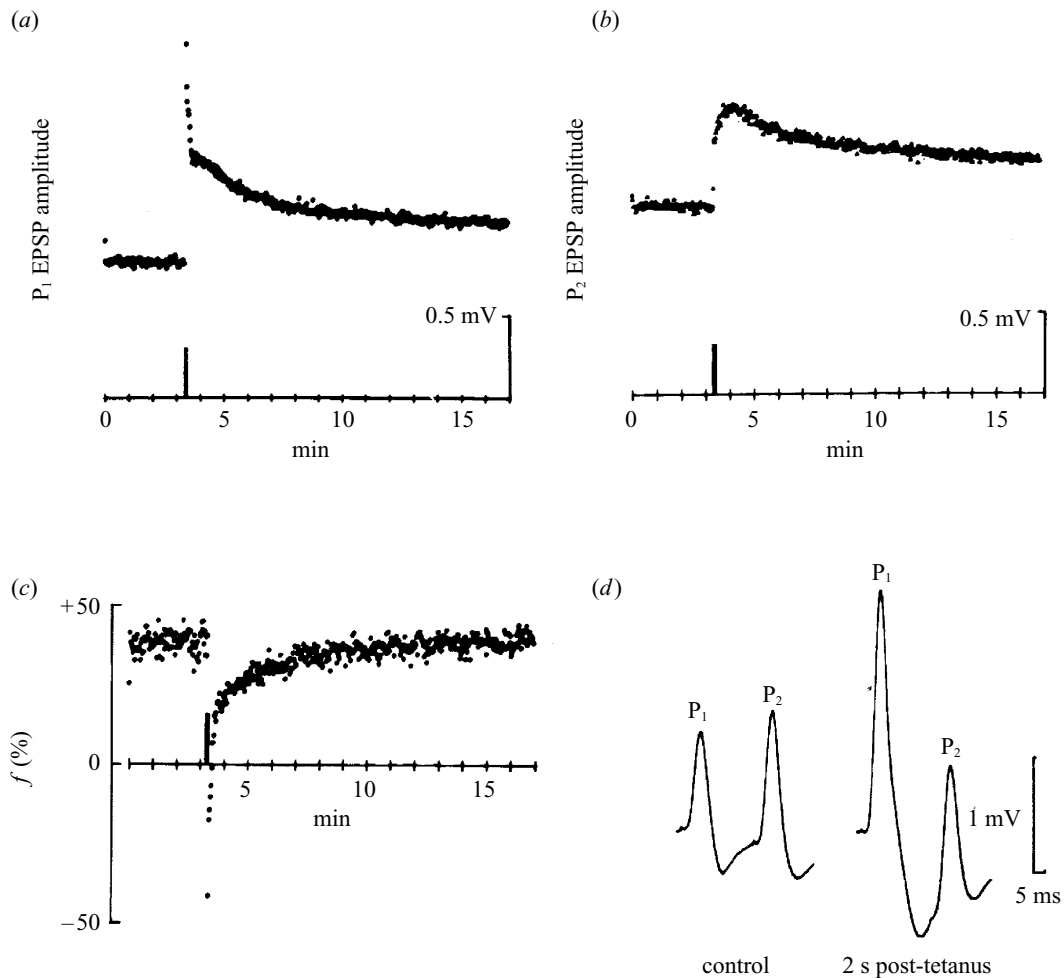 (a)
P1 EPSP amplitude
0.5 mV
0 5 10 15
min
(b)
P2 EPSP amplitude
0.5 mV
0 5 10 15
min
(c)
+50
0
−50
f (%)
5 10 15
min
(d)
P1
P2
control
P1
P2
1 mV
5 ms
2 s post-tetanus